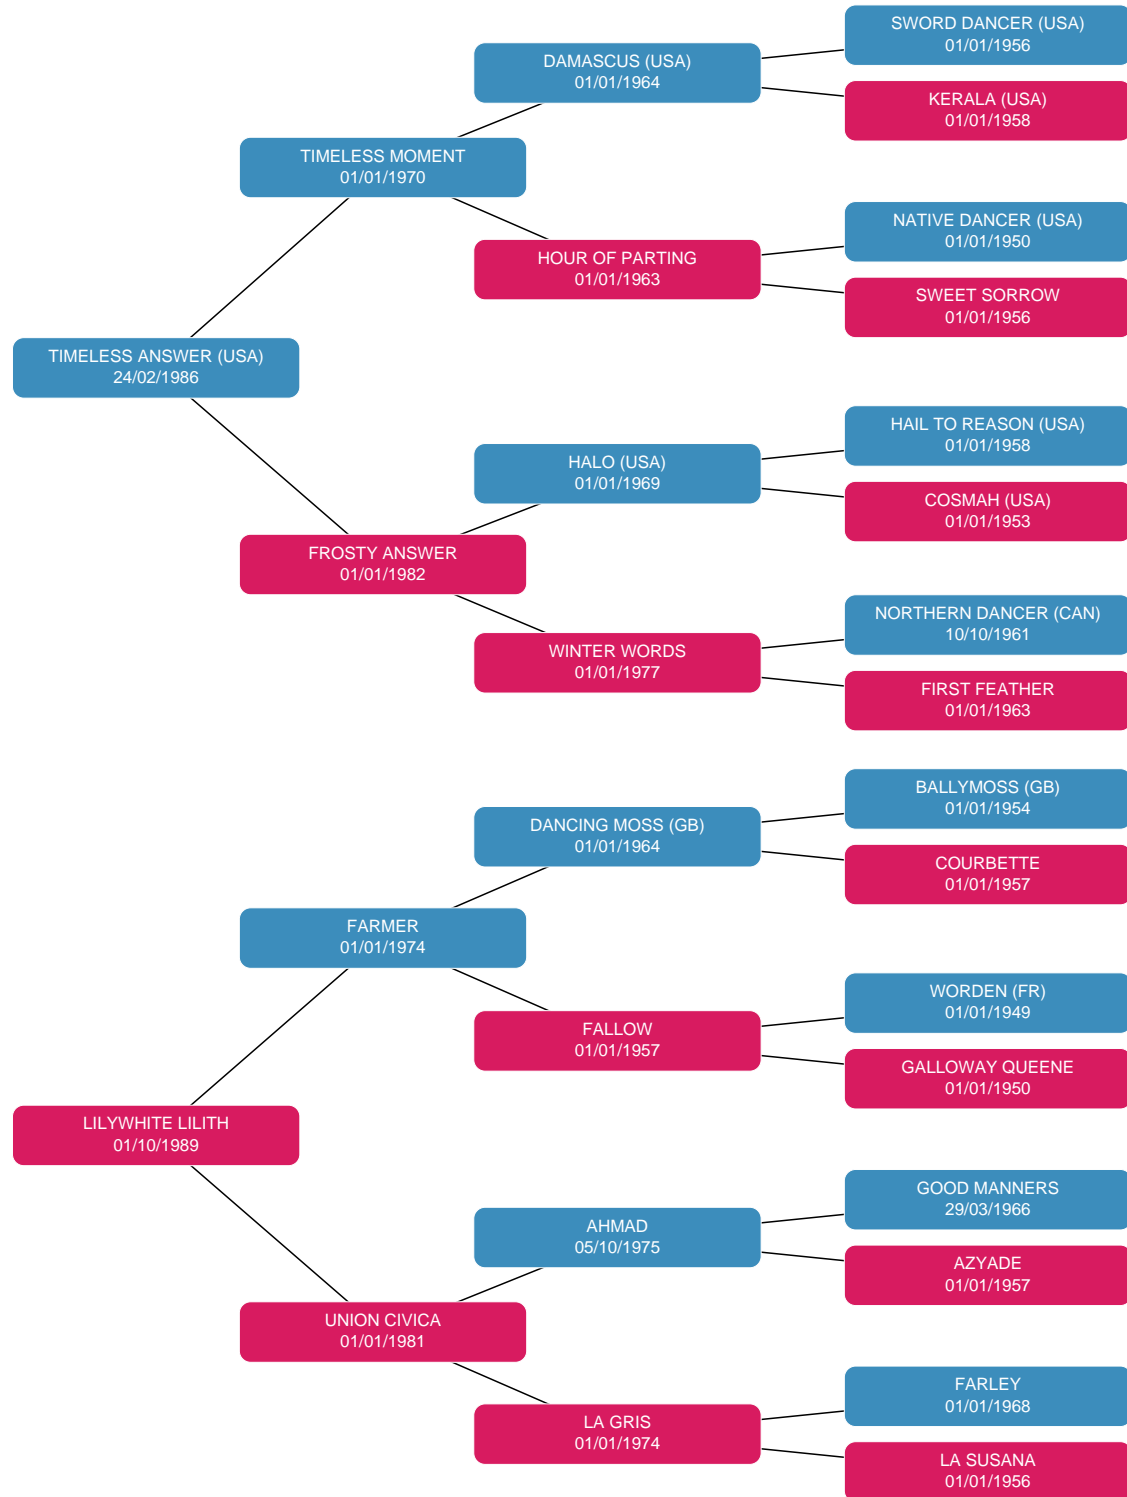 SWORD DANCER (USA)
01/01/1956
DAMASCUS (USA)
01/01/1964
KERALA (USA)
01/01/1958
TIMELESS MOMENT
01/01/1970
NATIVE DANCER (USA)
01/01/1950
HOUR OF PARTING
01/01/1963
SWEET SORROW
01/01/1956
TIMELESS ANSWER (USA)
24/02/1986
HAIL TO REASON (USA)
01/01/1958
HALO (USA)
01/01/1969
COSMAH (USA)
01/01/1953
FROSTY ANSWER
01/01/1982
NORTHERN DANCER (CAN)
10/10/1961
WINTER WORDS
01/01/1977
FIRST FEATHER
01/01/1963
BALLYMOSS (GB)
01/01/1954
DANCING MOSS (GB)
01/01/1964
COURBETTE
01/01/1957
FARMER
01/01/1974
WORDEN (FR)
01/01/1949
FALLOW
01/01/1957
GALLOWAY QUEENE
01/01/1950
LILYWHITE LILITH
01/10/1989
GOOD MANNERS
29/03/1966
AHMAD
05/10/1975
AZYADE
01/01/1957
UNION CIVICA
01/01/1981
FARLEY
01/01/1968
LA GRIS
01/01/1974
LA SUSANA
01/01/1956